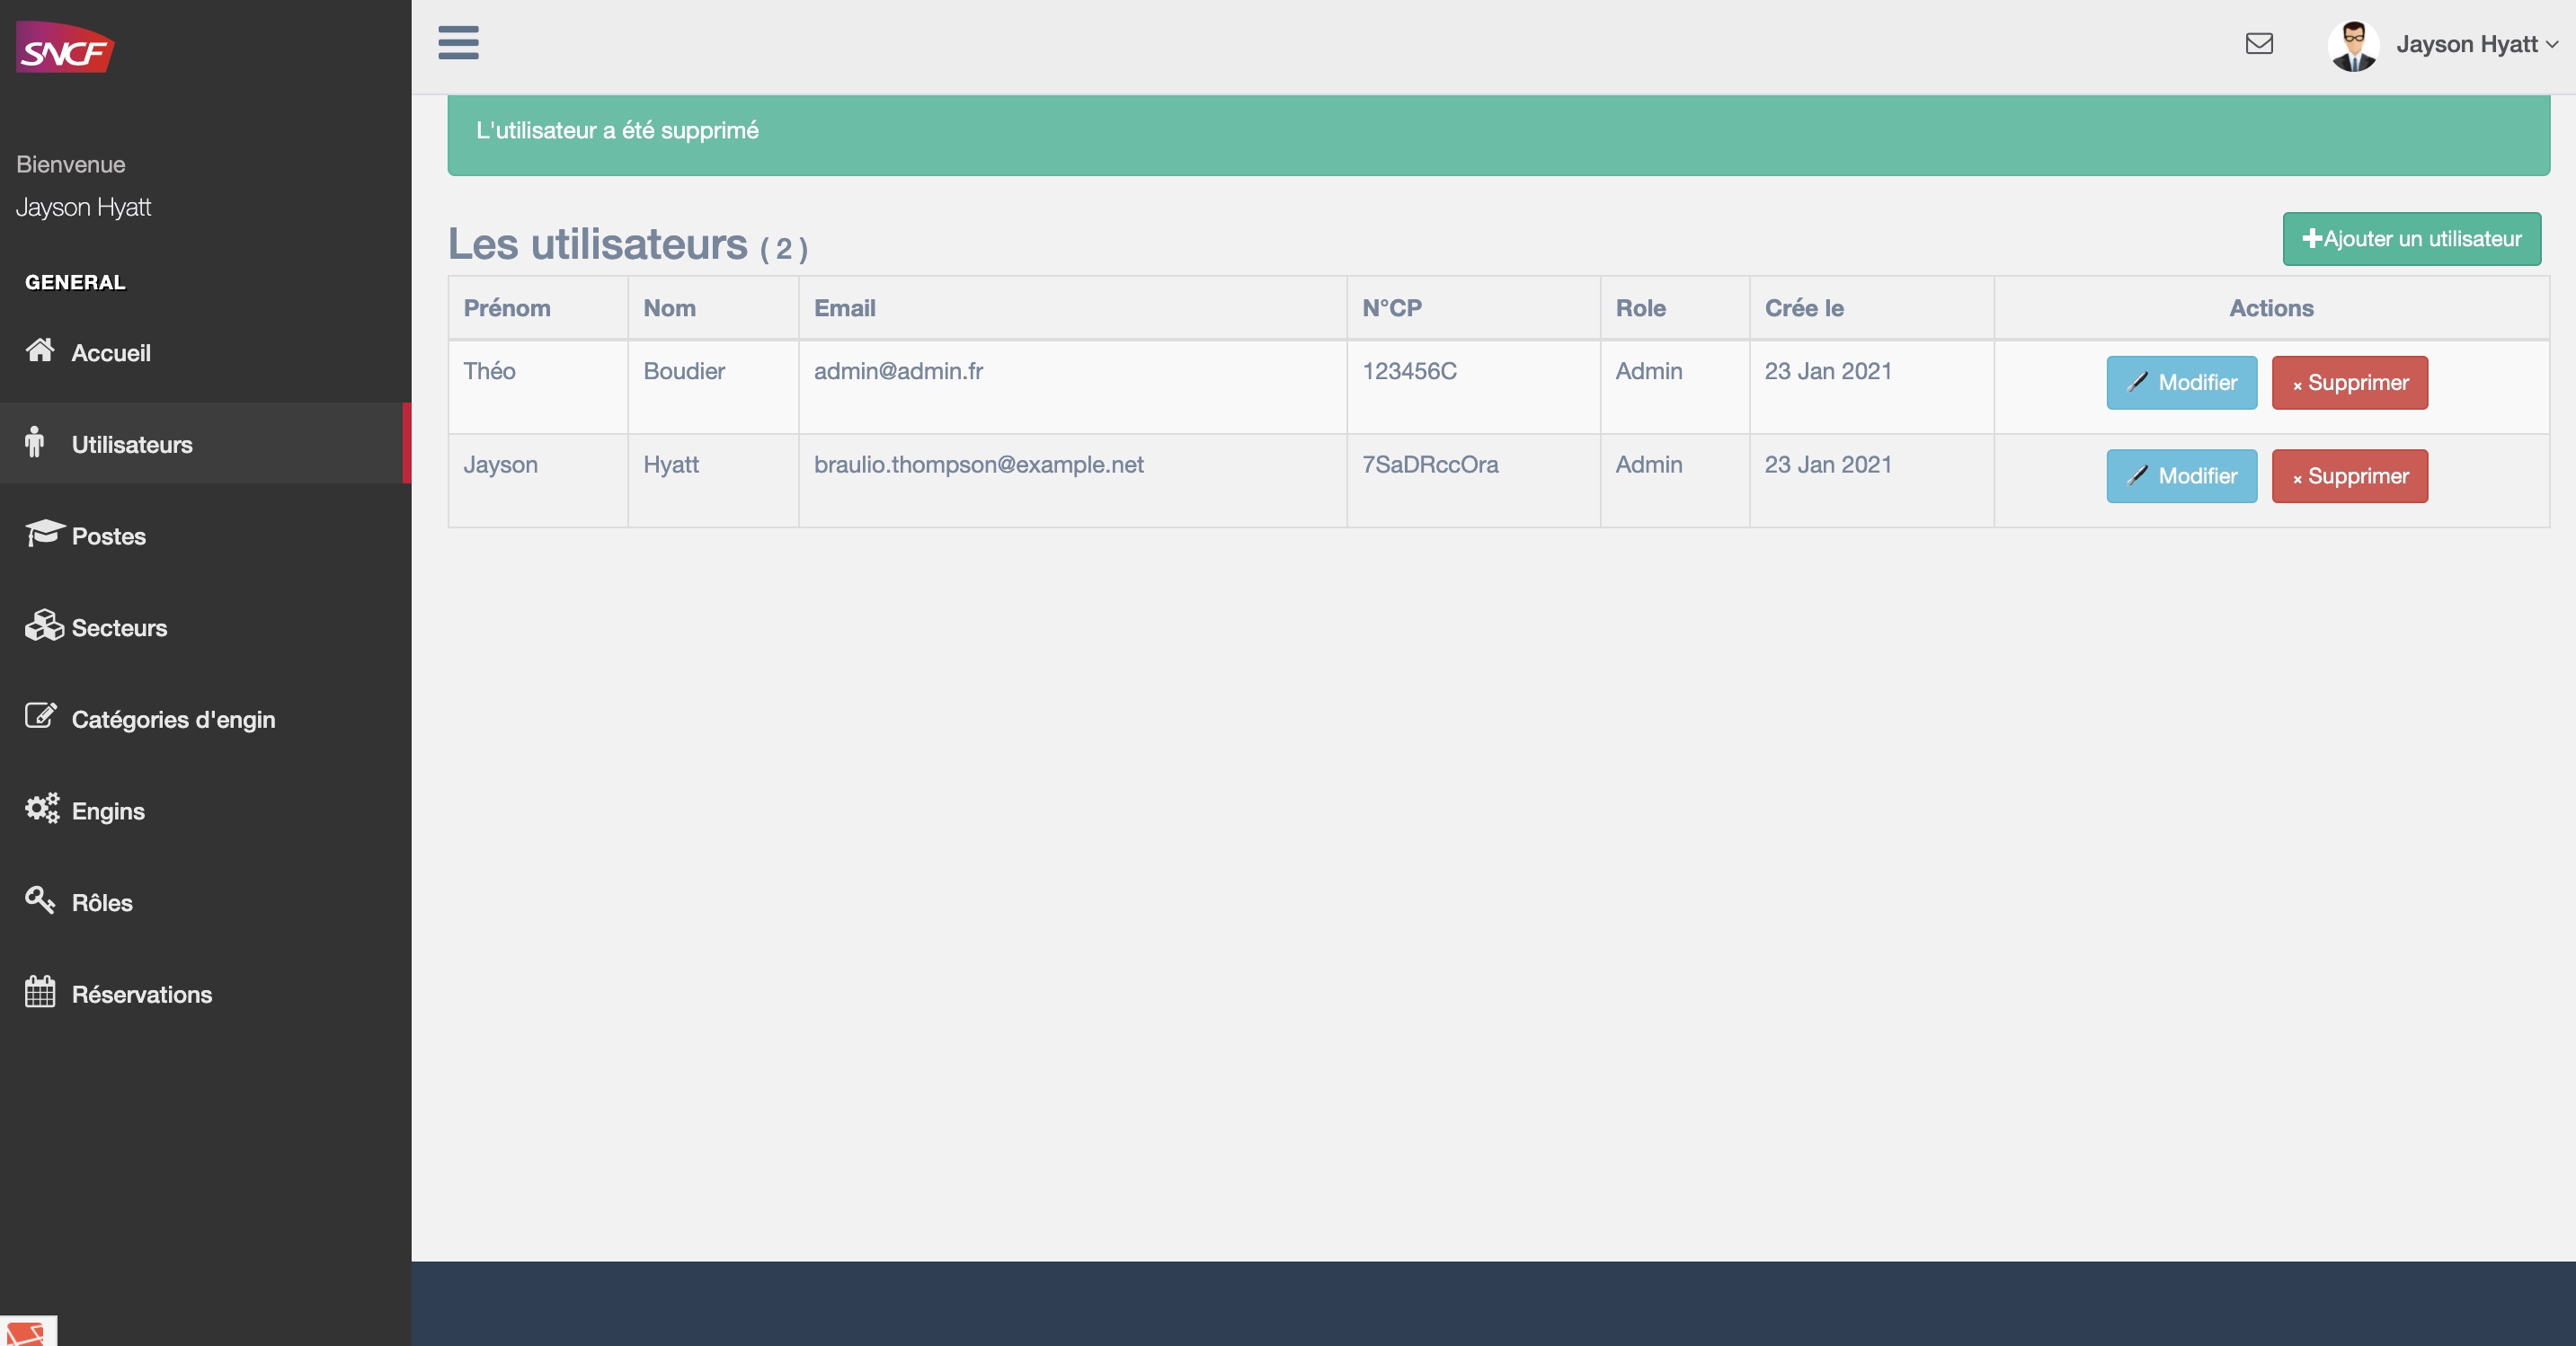 SNCF
Jayson Hyatt
Bienvenue
Jayson Hyatt
GENERAL
Accueil
Utilisateurs
Postes
Secteurs
Catégories d'engin
Engins
Rôles
Réservations
L'utilisateur a été supprimé
Les utilisateurs ( 2 )
Ajouter un utilisateur
Prénom Nom Email N°CP Role Crée le Actions
Théo Boudier admin@admin.fr 123456C Admin 23 Jan 2021 Modifier × Supprimer
Jayson Hyatt braulio.thompson@example.net 7SaDRccOra Admin 23 Jan 2021 Modifier × Supprimer